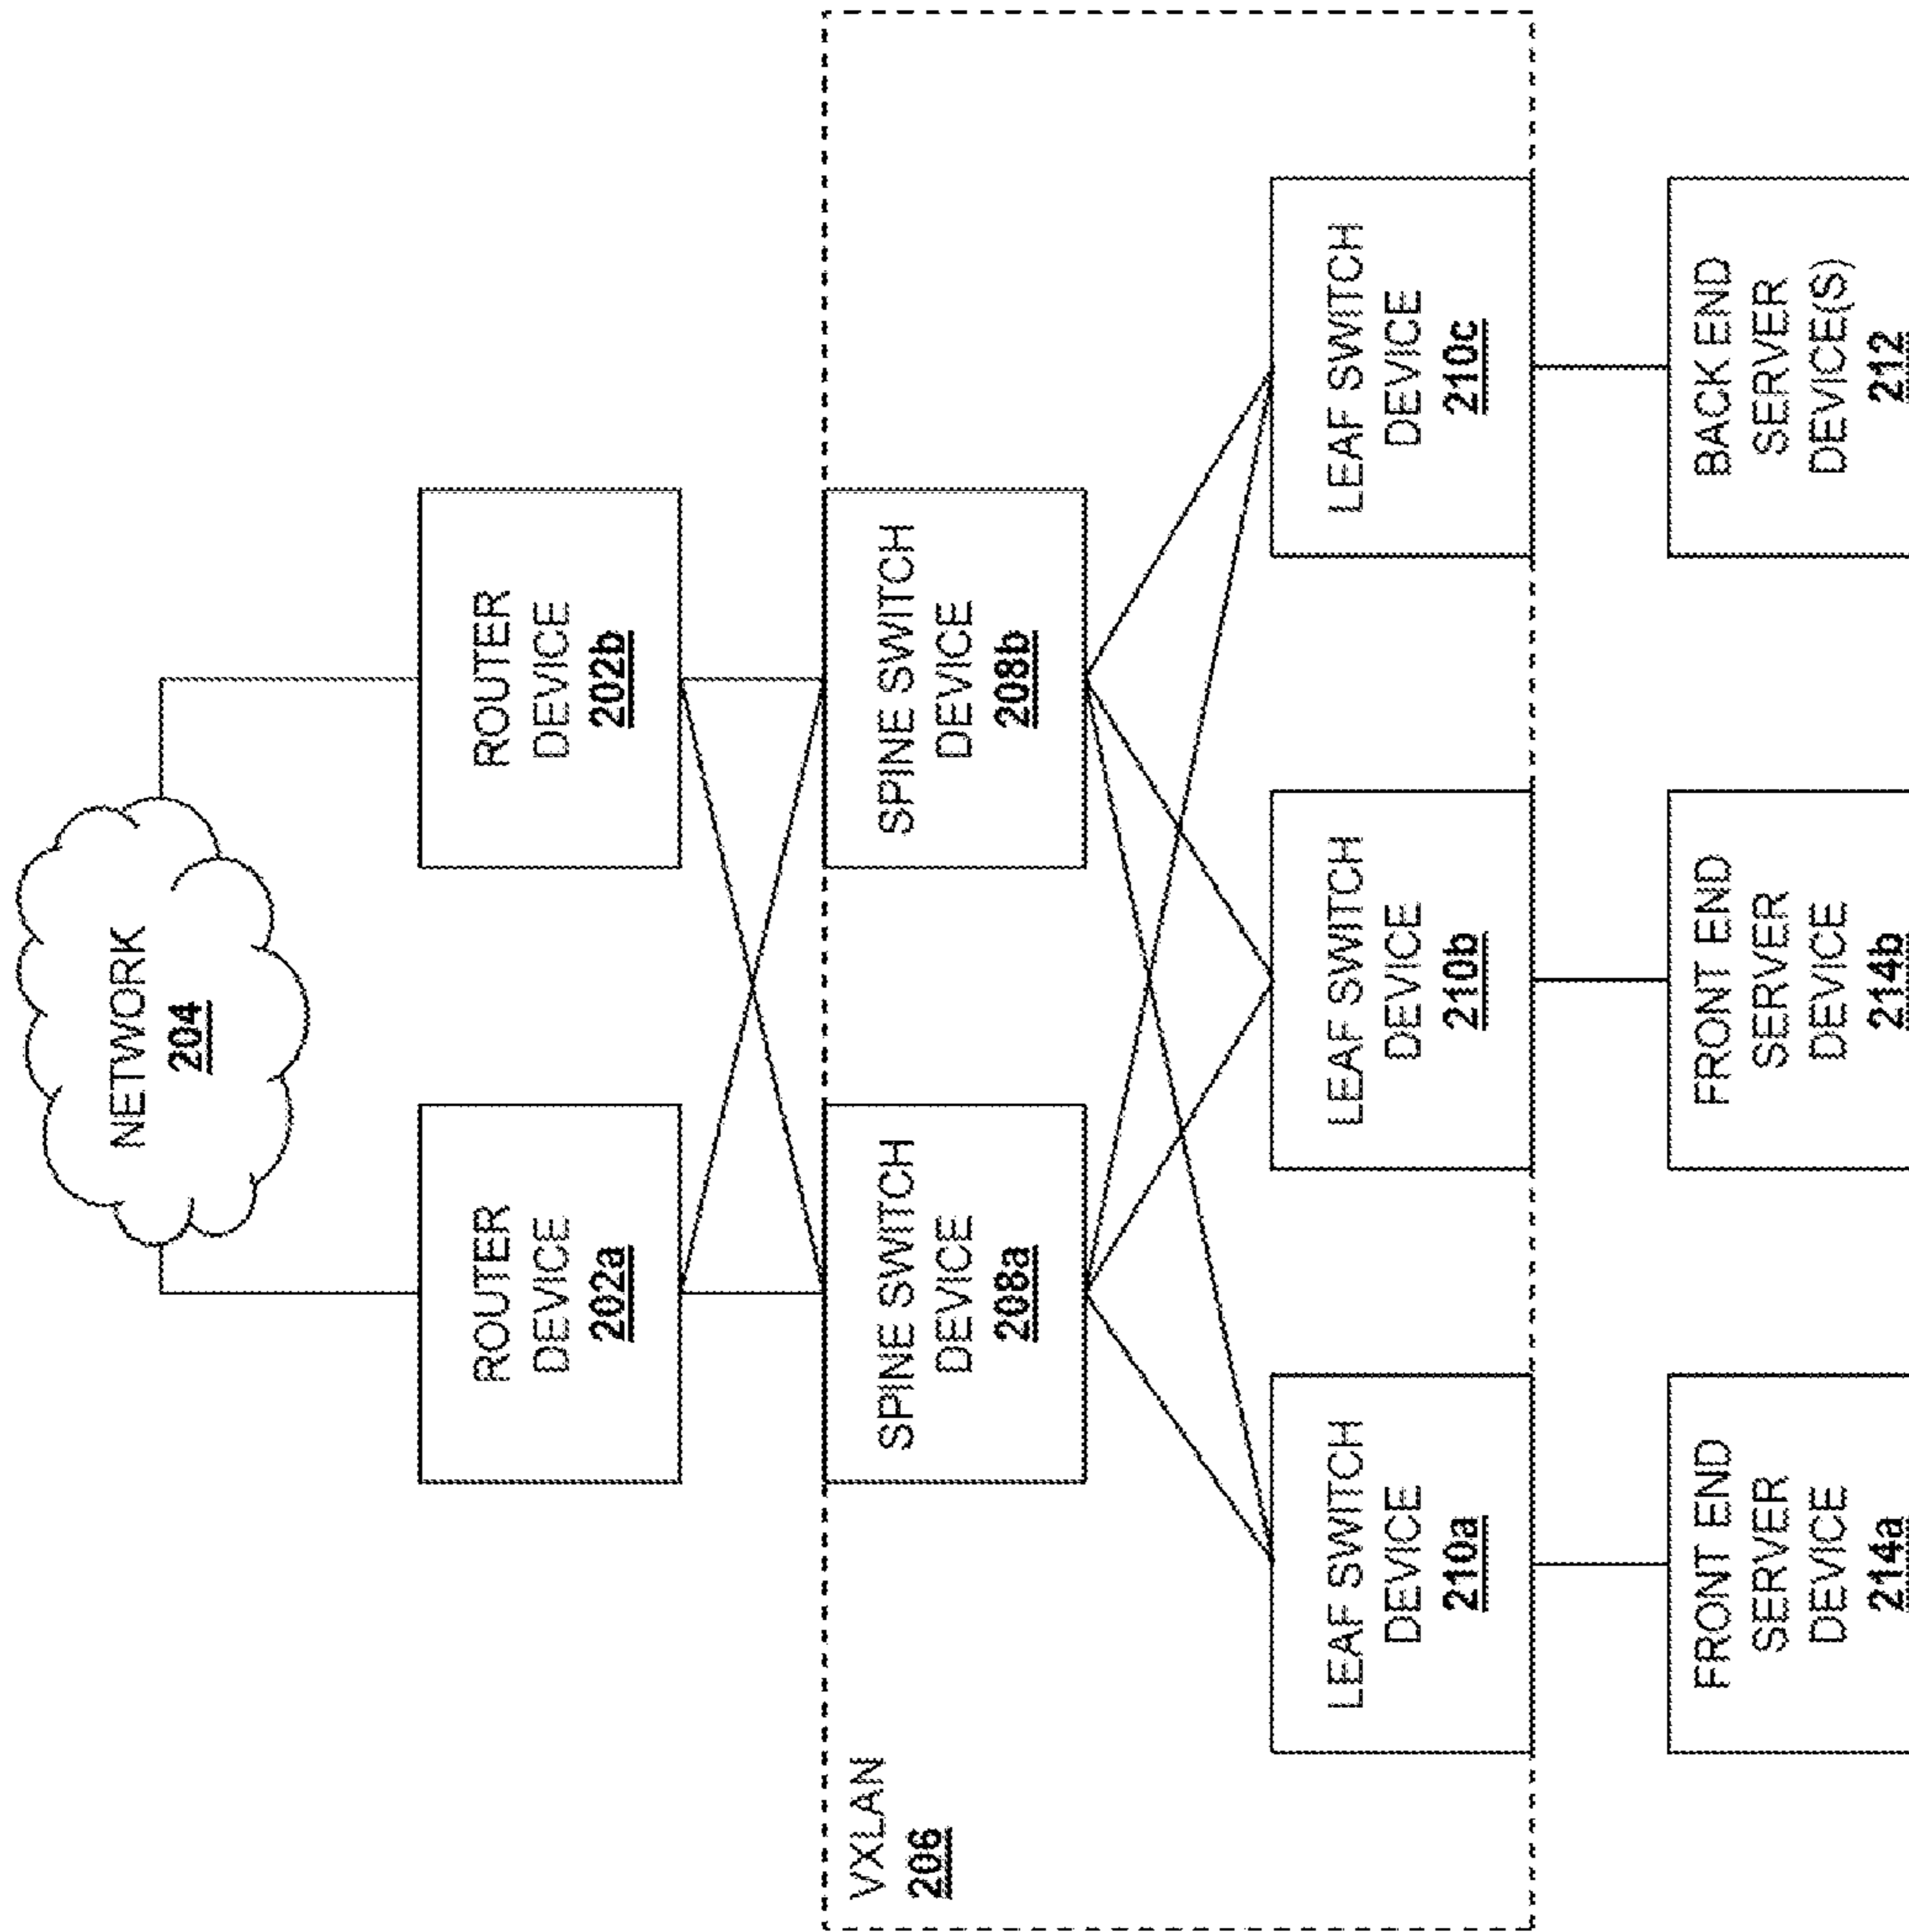 NETWORK
204
ROUTER
DEVICE
202a
ROUTER
DEVICE
202b
VXLAN
206
SPINE SWITCH
DEVICE
208a
SPINE SWITCH
DEVICE
208b
LEAF SWITCH
DEVICE
210a
LEAF SWITCH
DEVICE
210b
LEAF SWITCH
DEVICE
210c
FRONT END
SERVER
DEVICE
214a
FRONT END
SERVER
DEVICE
214b
BACK END
SERVER
DEVICE(S)
212